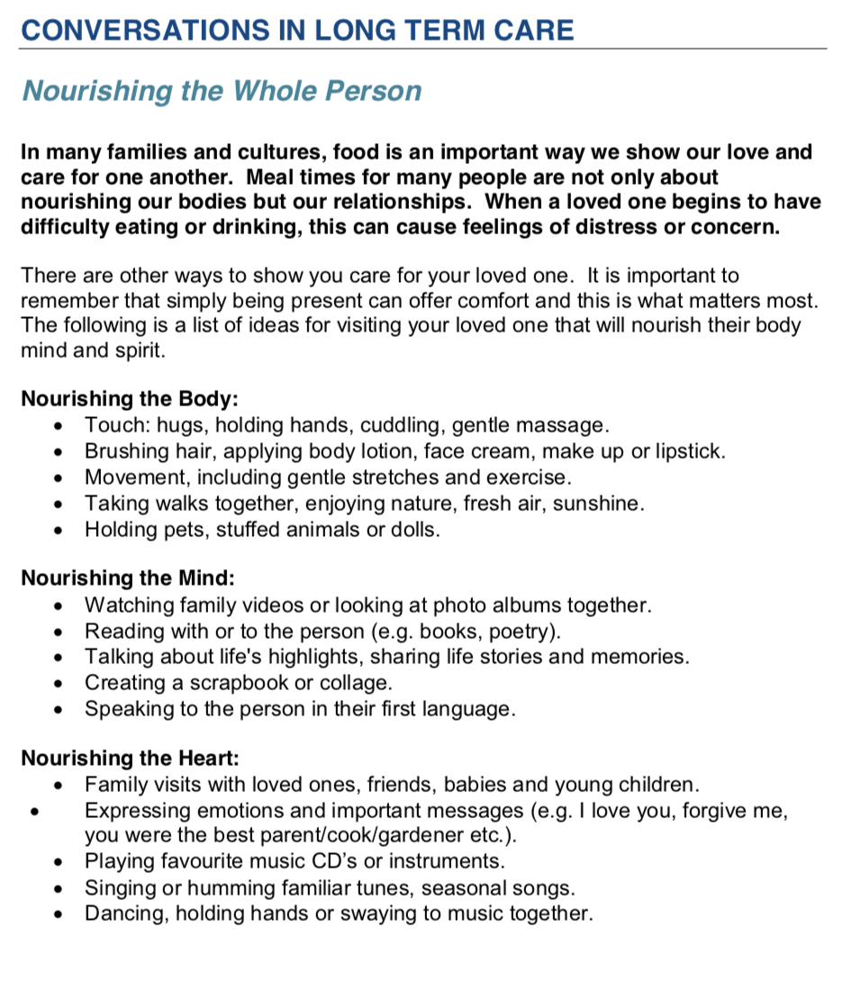 CONVERSATIONS IN LONG TERM CARE
Nourishing the Whole Person
In many families and cultures, food is an important way we show our love and
care for one another.  Meal times for many people are not only about
nourishing our bodies but our relationships.  When a loved one begins to have
difficulty eating or drinking, this can cause feelings of distress or concern.
There are other ways to show you care for your loved one.  It is important to
remember that simply being present can offer comfort and this is what matters most.
The following is a list of ideas for visiting your loved one that will nourish their body
mind and spirit.
Nourishing the Body:
• Touch: hugs, holding hands, cuddling, gentle massage.
• Brushing hair, applying body lotion, face cream, make up or lipstick.
• Movement, including gentle stretches and exercise.
• Taking walks together, enjoying nature, fresh air, sunshine.
• Holding pets, stuffed animals or dolls.
Nourishing the Mind:
• Watching family videos or looking at photo albums together.
• Reading with or to the person (e.g. books, poetry).
• Talking about life's highlights, sharing life stories and memories.
• Creating a scrapbook or collage.
• Speaking to the person in their first language.
Nourishing the Heart:
• Family visits with loved ones, friends, babies and young children.
• Expressing emotions and important messages (e.g. I love you, forgive me,
you were the best parent/cook/gardener etc.).
• Playing favourite music CD’s or instruments.
• Singing or humming familiar tunes, seasonal songs.
• Dancing, holding hands or swaying to music together.